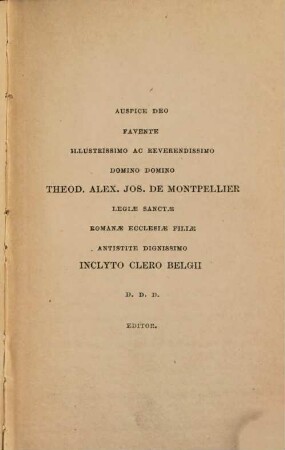 AUSPICE DEO
FAVENTE
ILLUSTRISSIMO AC REVERENDISSIMO
DOMINO DOMINO
THEOD. ALEX. JOS. DE MONTPELLIER
LEGIÆ SANCTÆ
ROMANÆ ECCLESIÆ FILIÆ
ANTISTITE DIGNISSIMO
INCLYTO CLERO BELGII
D. D. D.
EDITOR.